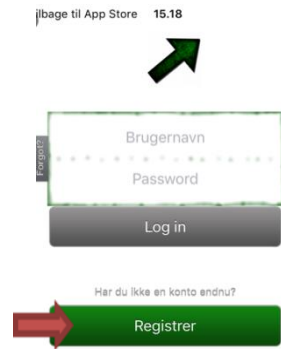 ilbage til App Store 15.18
Brugernavn
Forgot?
Password
Log in
Har du ikke en konto endnu?
Registrer